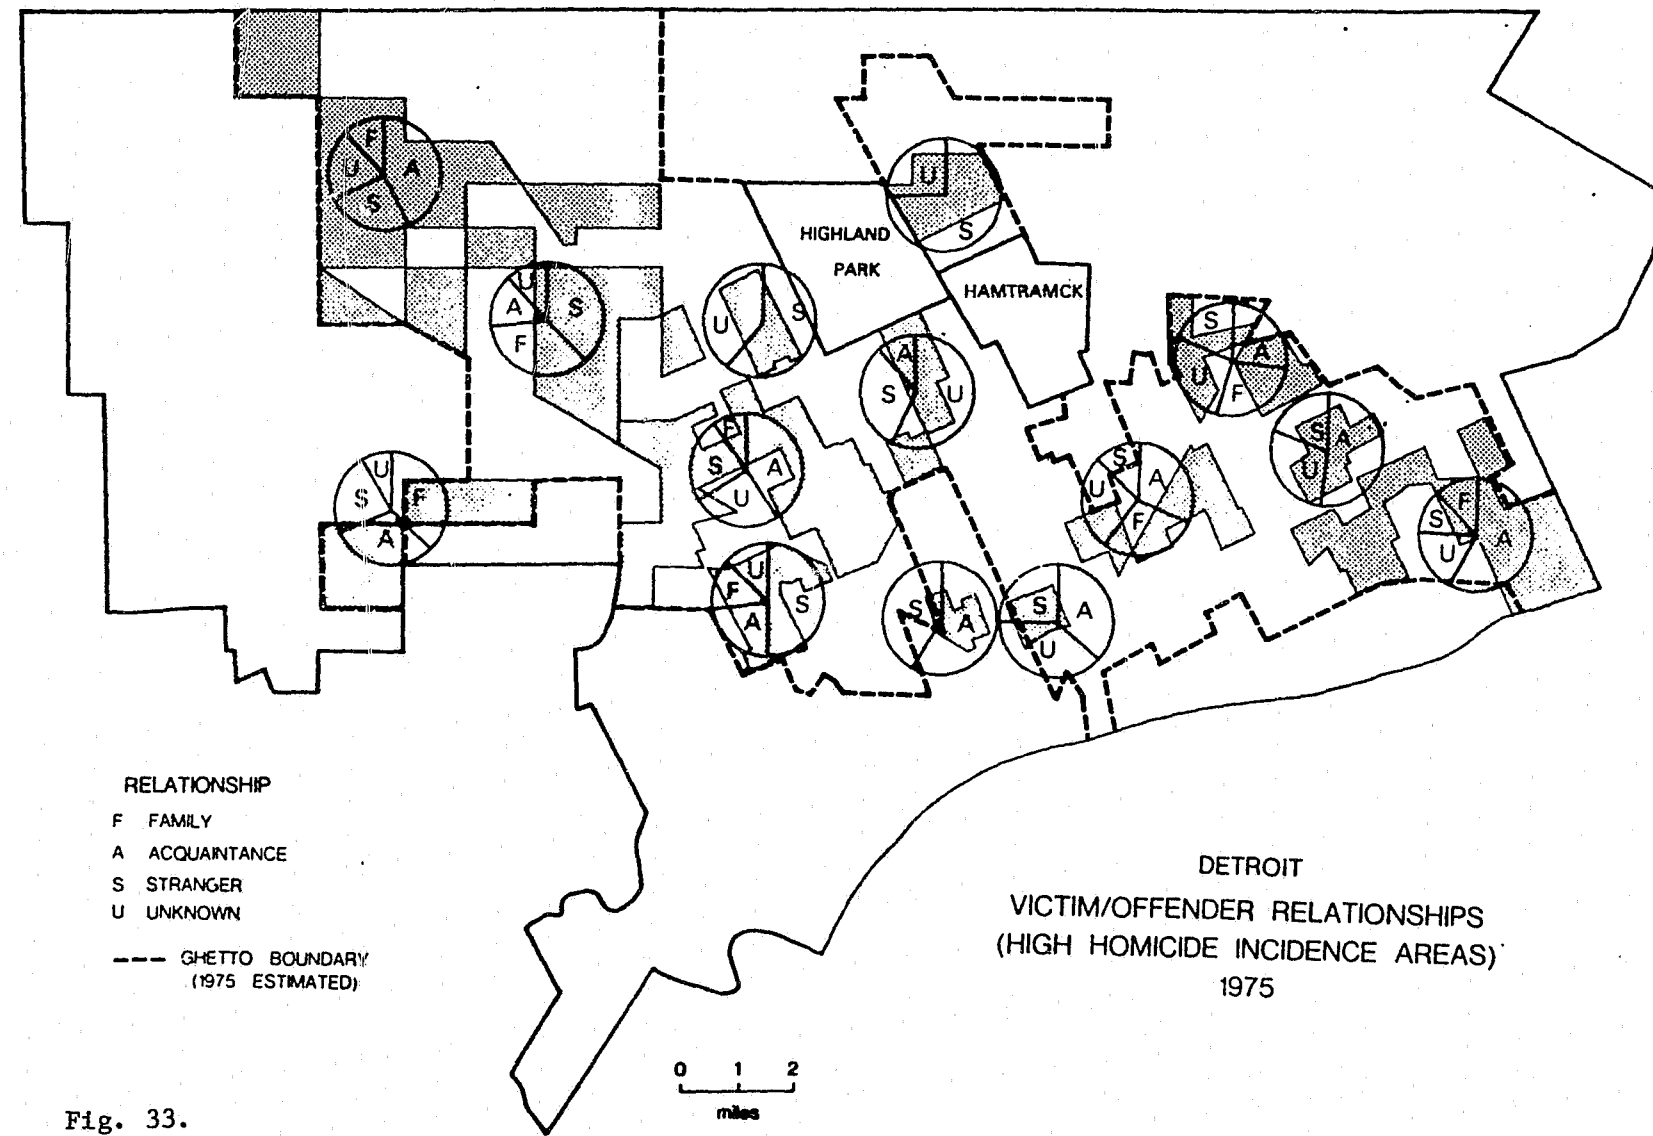 F
U
A
S
U
S
HIGHLAND
PARK
HAMTRAMCK
U
A
S
F
U
S
S
A
U
F
A
S
U
F
S
A
U
S
A
U
U
S
F
A
S
A
U
F
S
A
U
F
F
S
U
A
U
F
S
A
S
A
S
A
U
RELATIONSHIP
F FAMILY
A ACQUAINTANCE
S STRANGER
U UNKNOWN
--- GHETTO BOUNDARY
(1975 ESTIMATED)
DETROIT
VICTIM/OFFENDER RELATIONSHIPS
(HIGH HOMICIDE INCIDENCE AREAS)
1975
0 1 2
miles
Fig. 33.